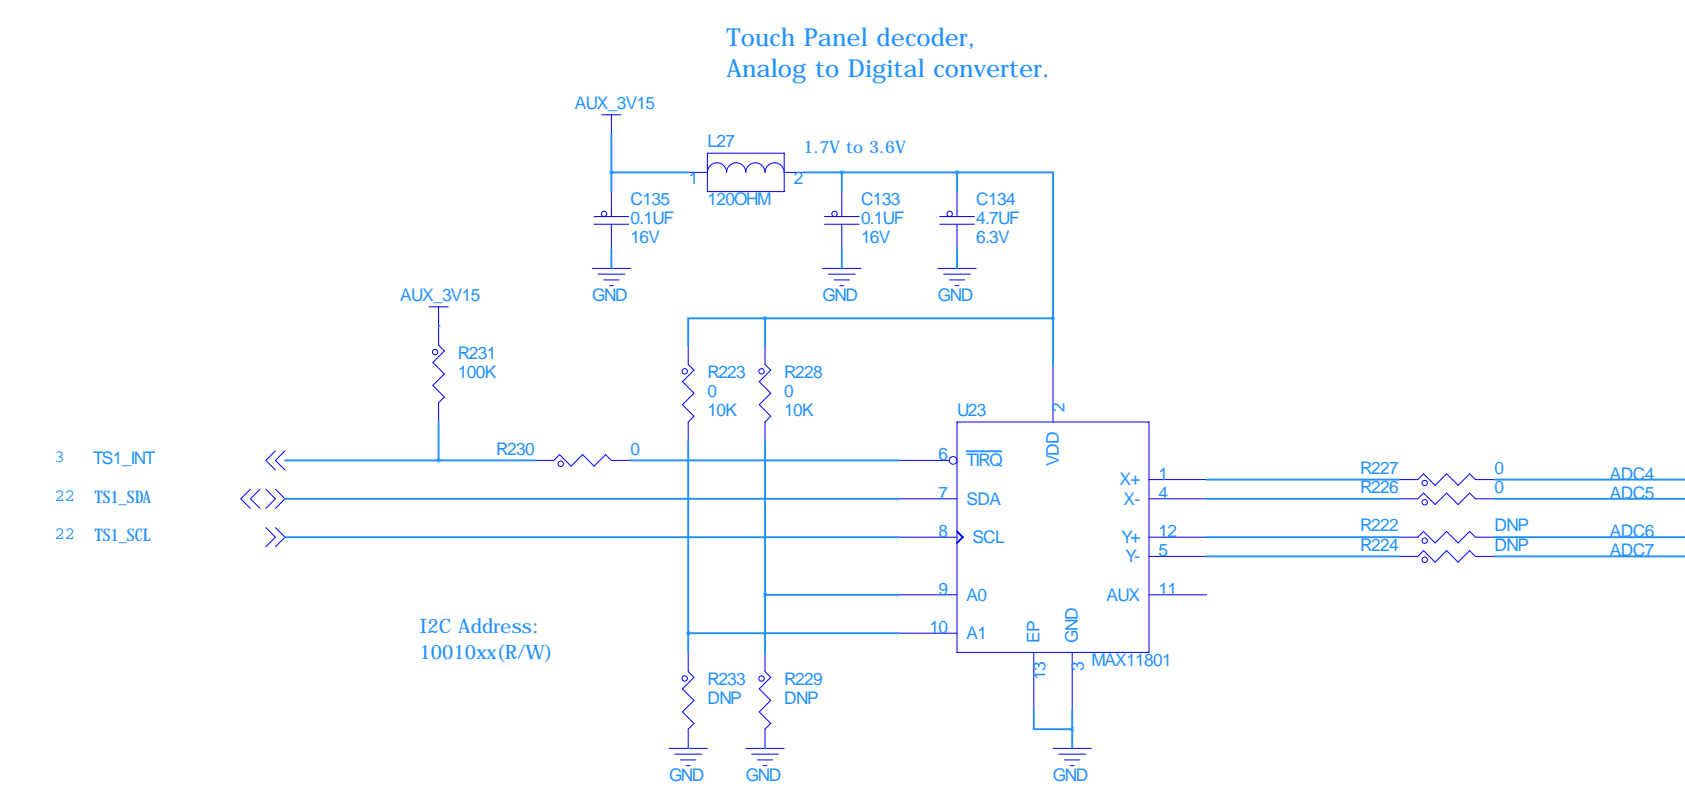 Touch Panel decoder,
Analog to Digital converter.
AUX_3V15
L27
1.7V to 3.6V
1
2
120OHM
C135
0.1UF
16V
C133
0.1UF
16V
C134
4.7UF
6.3V
GND
GND
GND
AUX_3V15
R231
100K
R223
0
10K
R228
0
10K
U23
2
VDD
3 TS1_INT
R230
0
6
TIRQ
22 TS1_SDA
7
SDA
22 TS1_SCL
8
SCL
9
A0
10
A1
X+
1
R227
0
ADC4
X-
4
R226
0
ADC5
Y+
12
R222
DNP
ADC6
Y-
5
R224
DNP
ADC7
AUX
11
EP
GND
13
3
MAX11801
I2C Address:
10010xx(R/W)
R233
DNP
R229
DNP
GND
GND
GND